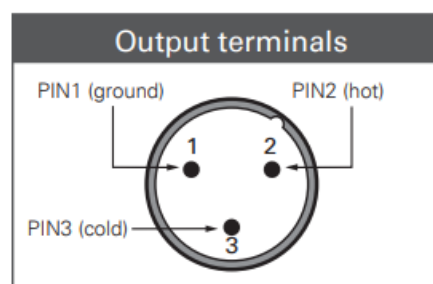 Output terminals
PIN1 (ground)
PIN2 (hot)
1
2
PIN3 (cold)
3